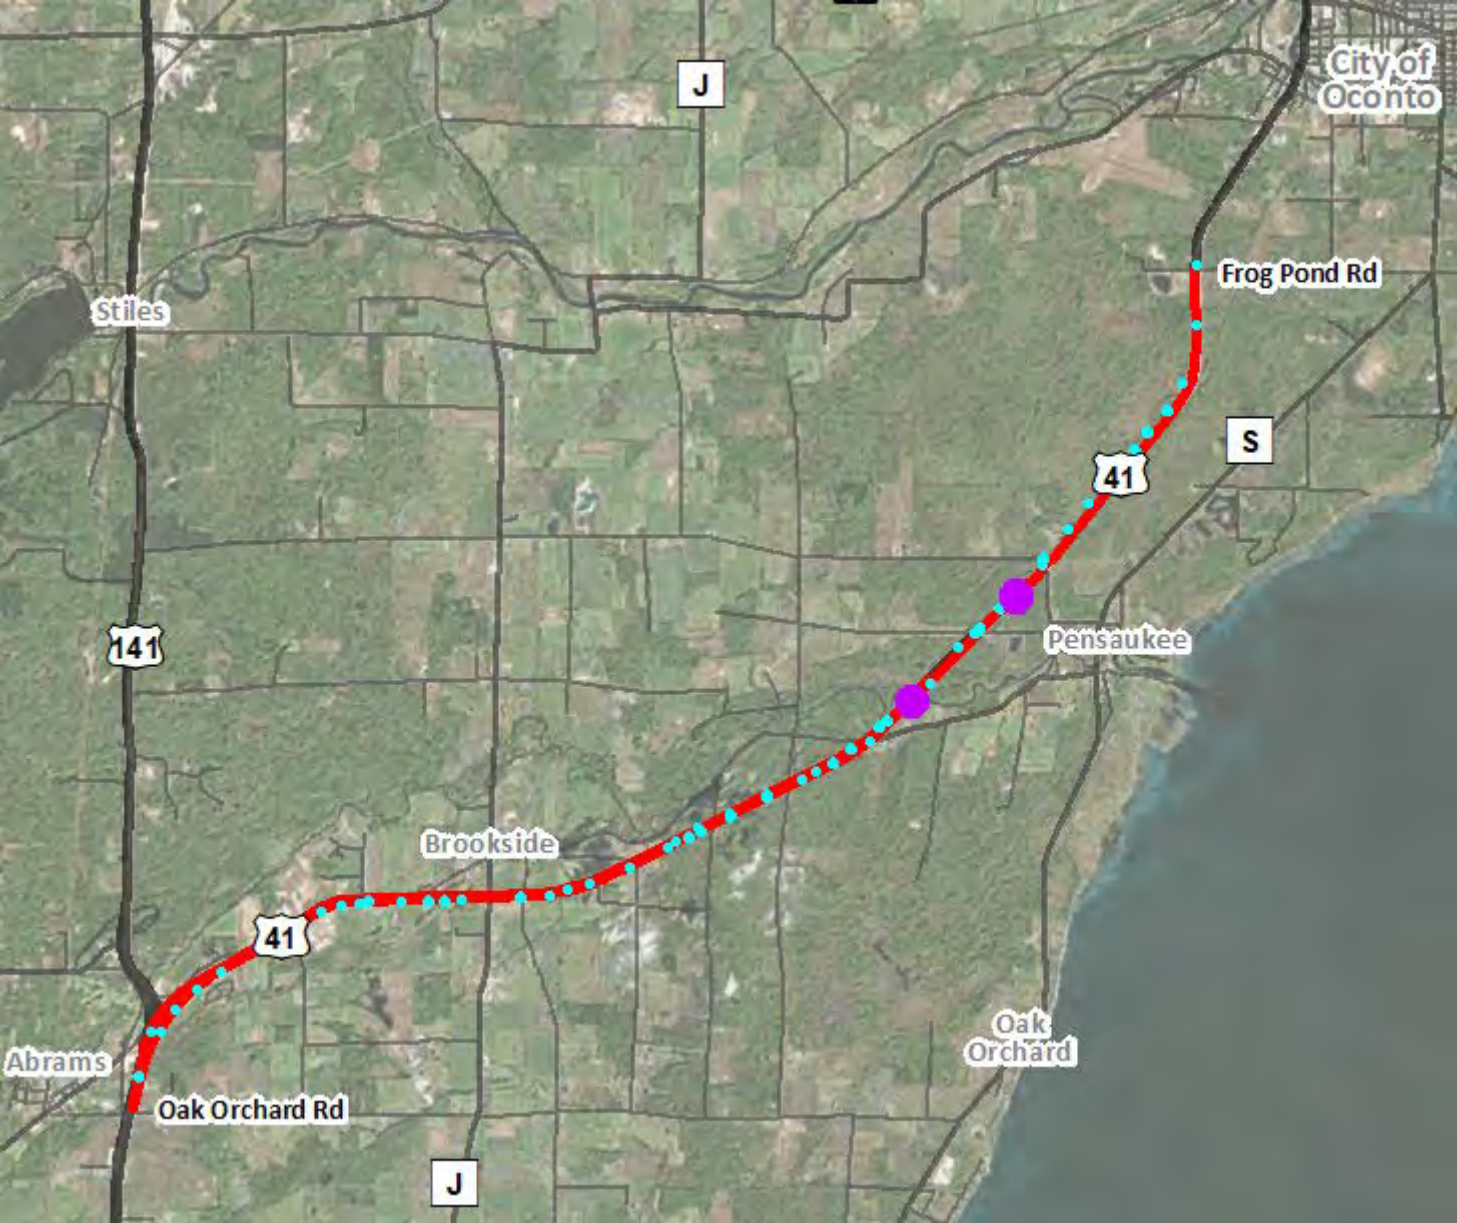 City of
Oconto
J
Frog Pond Rd
Stiles
S
41
141
Pensaukee
Brookside
41
Oak
Orchard
Abrams
Oak Orchard Rd
J